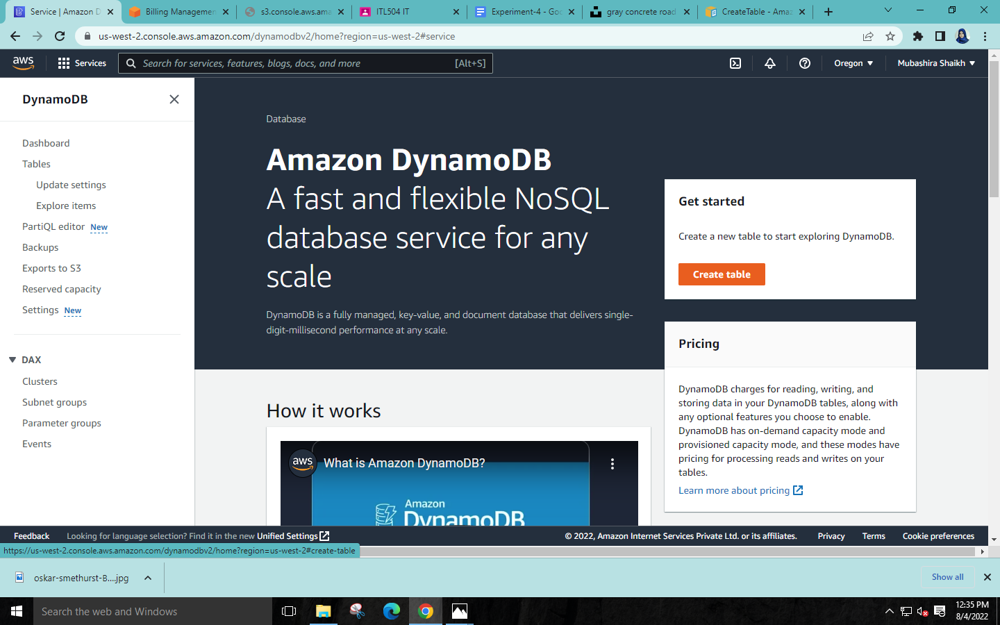 Service | Amazon D
Billing Managemen
s3.console.aws.ama
ITL504 IT
Experiment-4 - Goo
gray concrete road
CreateTable - Amaz
us-west-2.console.aws.amazon.com/dynamodbv2/home?region=us-west-2#service
aws
Services
Search for services, features, blogs, docs, and more
[Alt+S]
Oregon
Mubashira Shaikh
DynamoDB
Dashboard
Tables
Update settings
Explore items
PartiQL editor New
Backups
Exports to S3
Reserved capacity
Settings New
DAX
Clusters
Subnet groups
Parameter groups
Events
Database
Amazon DynamoDB
A fast and flexible NoSQL
database service for any
scale
DynamoDB is a fully managed, key-value, and document database that delivers single-
digit-millisecond performance at any scale.
Get started
Create a new table to start exploring DynamoDB.
Create table
Pricing
DynamoDB charges for reading, writing, and
storing data in your DynamoDB tables, along with
any optional features you choose to enable.
DynamoDB has on-demand capacity mode and
provisioned capacity mode, and these modes have
pricing for processing reads and writes on your
tables.
Learn more about pricing
How it works
aws
What is Amazon DynamoDB?
Amazon
DynamoDB
Feedback
Looking for language selection? Find it in the new Unified Settings
© 2022, Amazon Internet Services Private Ltd. or its affiliates.
Privacy
Terms
Cookie preferences
https://us-west-2.console.aws.amazon.com/dynamodbv2/home?region=us-west-2#create-table
oskar-smethurst-B....jpg
Show all
Search the web and Windows
12:35 PM
8/4/2022